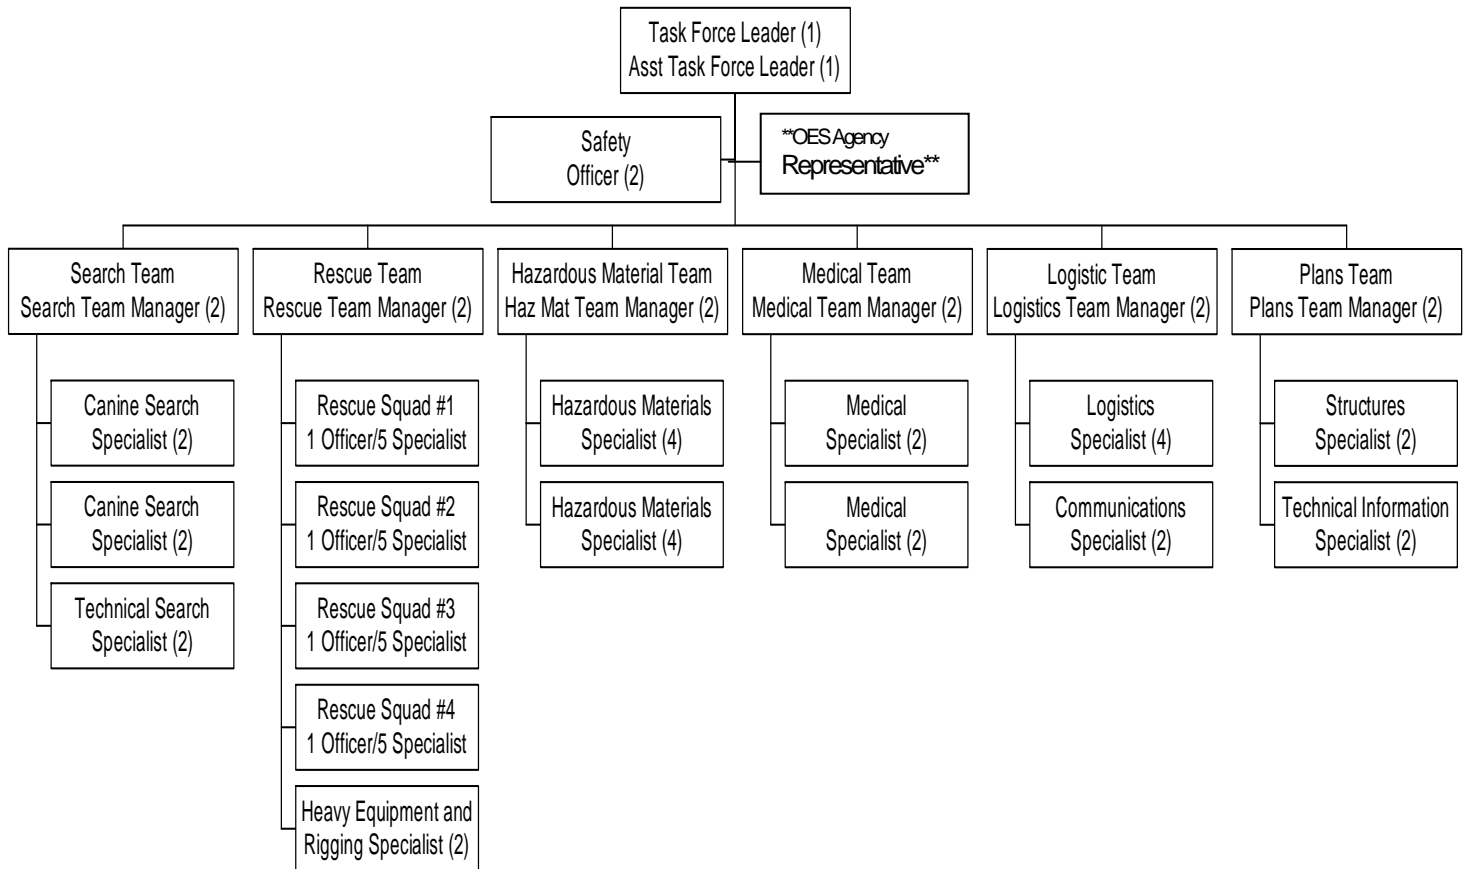 Task Force Leader (1)
Asst Task Force Leader (1)
Safety
Officer (2)
**OES Agency
Representative**
Search Team
Search Team Manager (2)
Rescue Team
Rescue Team Manager (2)
Hazardous Material Team
Haz Mat Team Manager (2)
Medical Team
Medical Team Manager (2)
Logistic Team
Logistics Team Manager (2)
Plans Team
Plans Team Manager (2)
Canine Search
Specialist (2)
Canine Search
Specialist (2)
Technical Search
Specialist (2)
Rescue Squad #1
1 Officer/5 Specialist
Rescue Squad #2
1 Officer/5 Specialist
Rescue Squad #3
1 Officer/5 Specialist
Rescue Squad #4
1 Officer/5 Specialist
Heavy Equipment and
Rigging Specialist (2)
Hazardous Materials
Specialist (4)
Hazardous Materials
Specialist (4)
Medical
Specialist (2)
Medical
Specialist (2)
Logistics
Specialist (4)
Communications
Specialist (2)
Structures
Specialist (2)
Technical Information
Specialist (2)